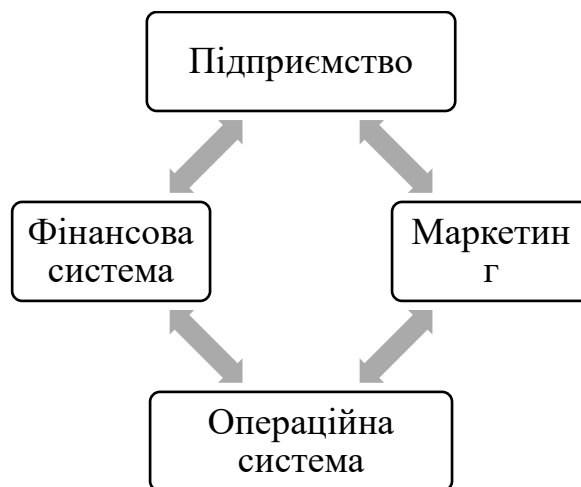 Підприємство
Фінансова
система
Маркетин
г
Операційна
система